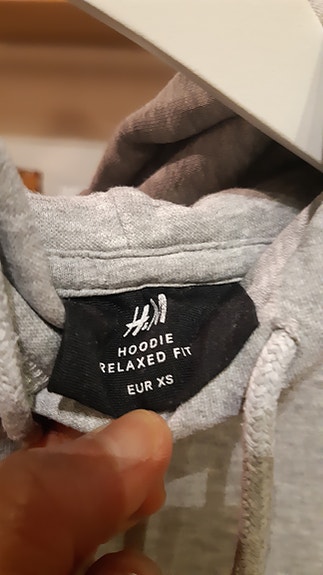 H&M
HOODIE
RELAXED FIT
EUR XS